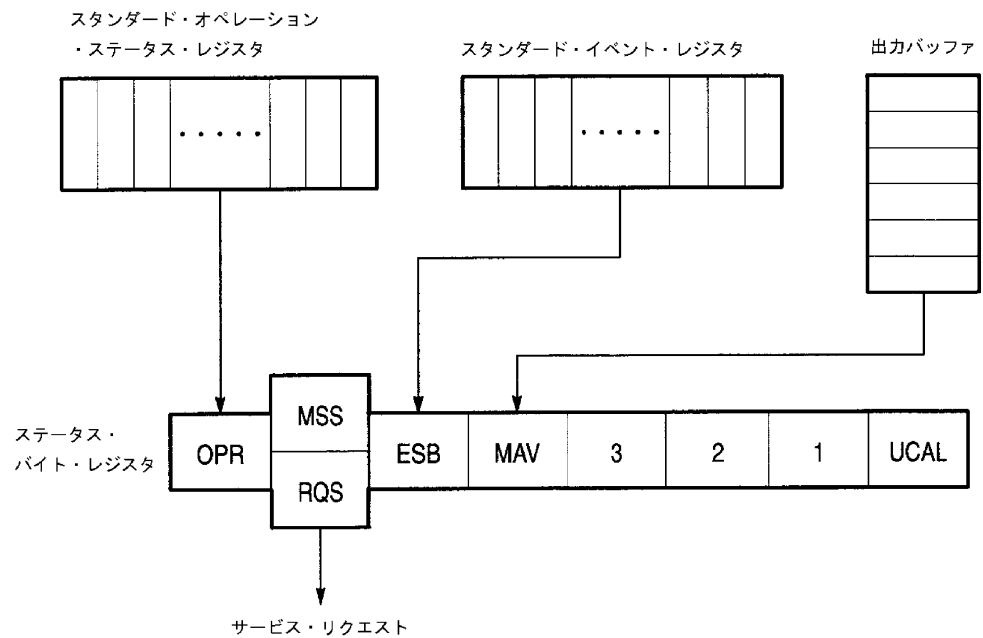 スタンダード・オペレーション
・ステータス・レジスタ
スタンダード・イベント・レジスタ
出力バッファ
・・・・・
・・・・・
ステータス・
バイト・レジスタ
OPR
MSS
RQS
ESB
MAV
3
2
1
UCAL
サービス・リクエスト